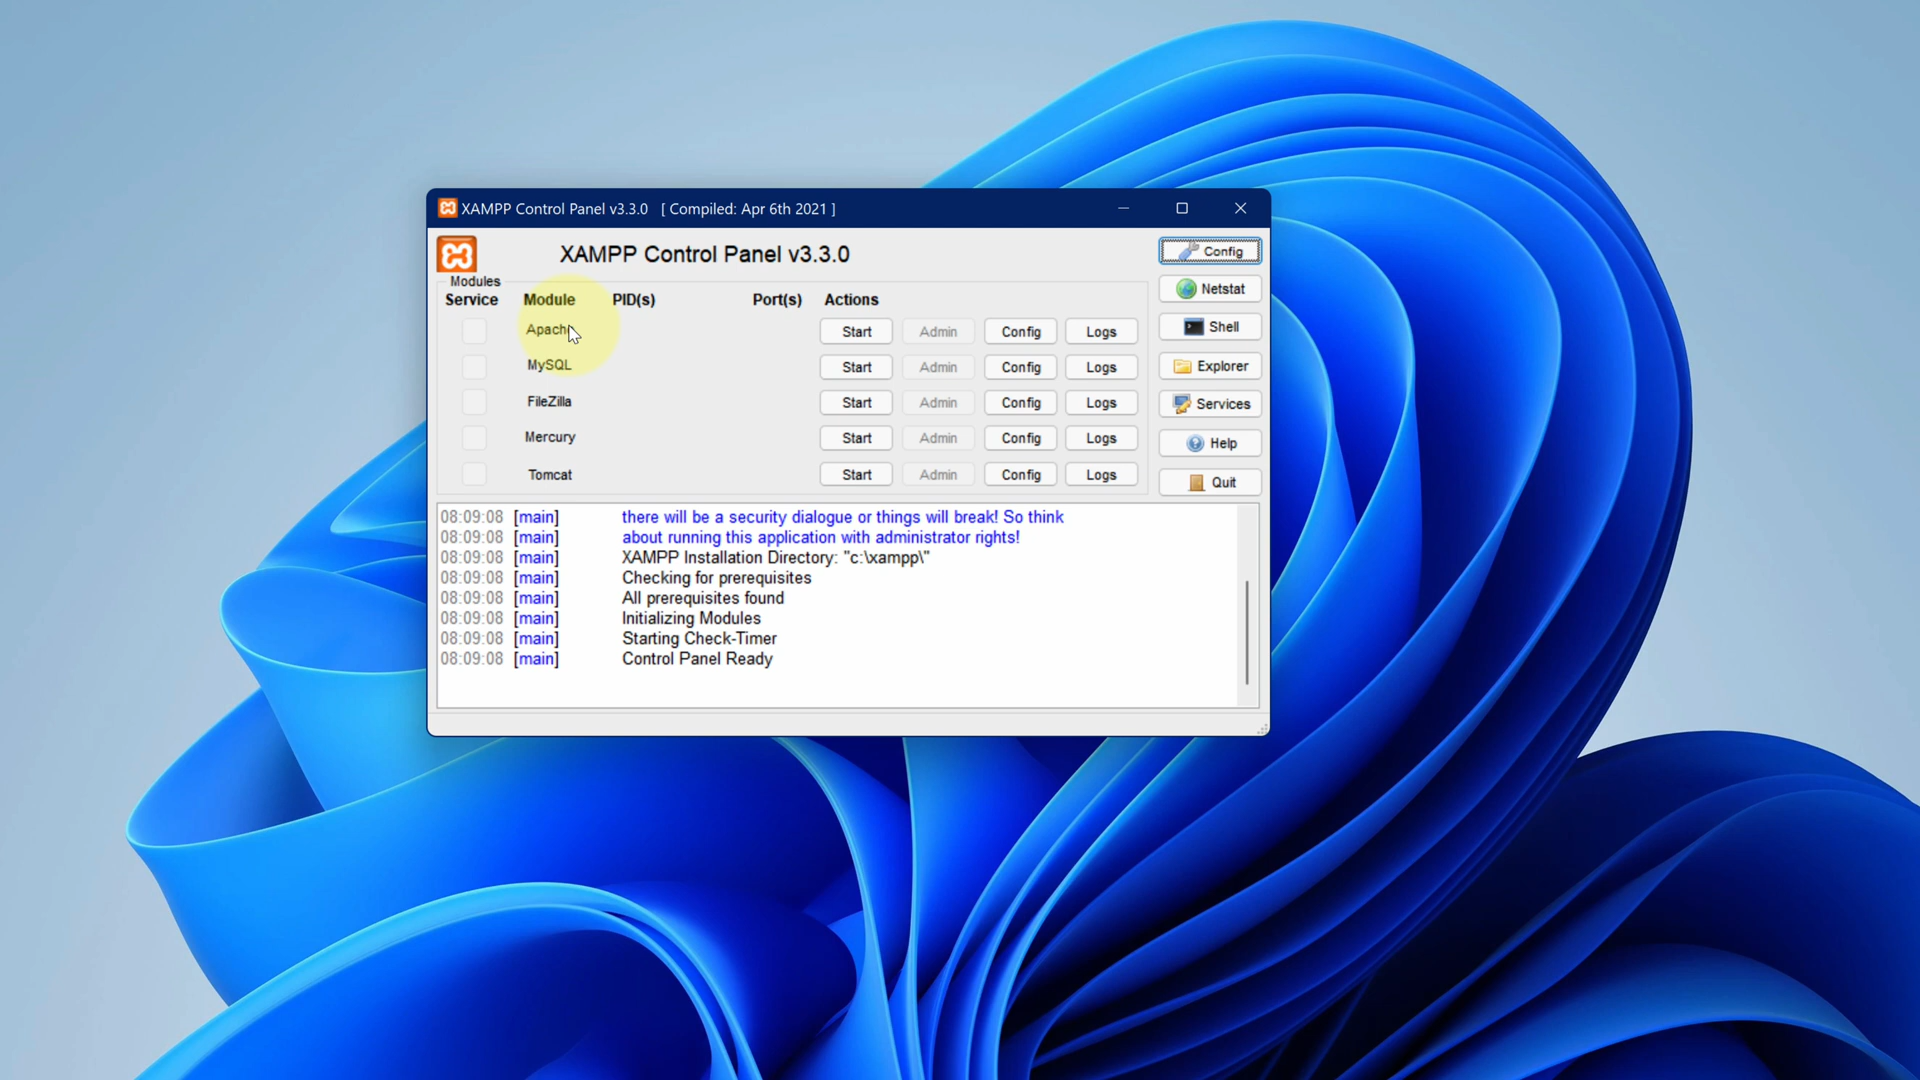 XAMPP Control Panel v3.3.0 [ Compiled: Apr 6th 2021 ]
XAMPP Control Panel v3.3.0
Config
Modules
Service Module PID(s) Port(s) Actions
Netstat
Apache Start Admin Config Logs
Shell
MySQL Start Admin Config Logs
Explorer
FileZilla Start Admin Config Logs
Services
Mercury Start Admin Config Logs
Help
Tomcat Start Admin Config Logs
Quit
08:09:08 [main] there will be a security dialogue or things will break! So think
08:09:08 [main] about running this application with administrator rights!
08:09:08 [main] XAMPP Installation Directory: "c:\xampp\"
08:09:08 [main] Checking for prerequisites
08:09:08 [main] All prerequisites found
08:09:08 [main] Initializing Modules
08:09:08 [main] Starting Check-Timer
08:09:08 [main] Control Panel Ready